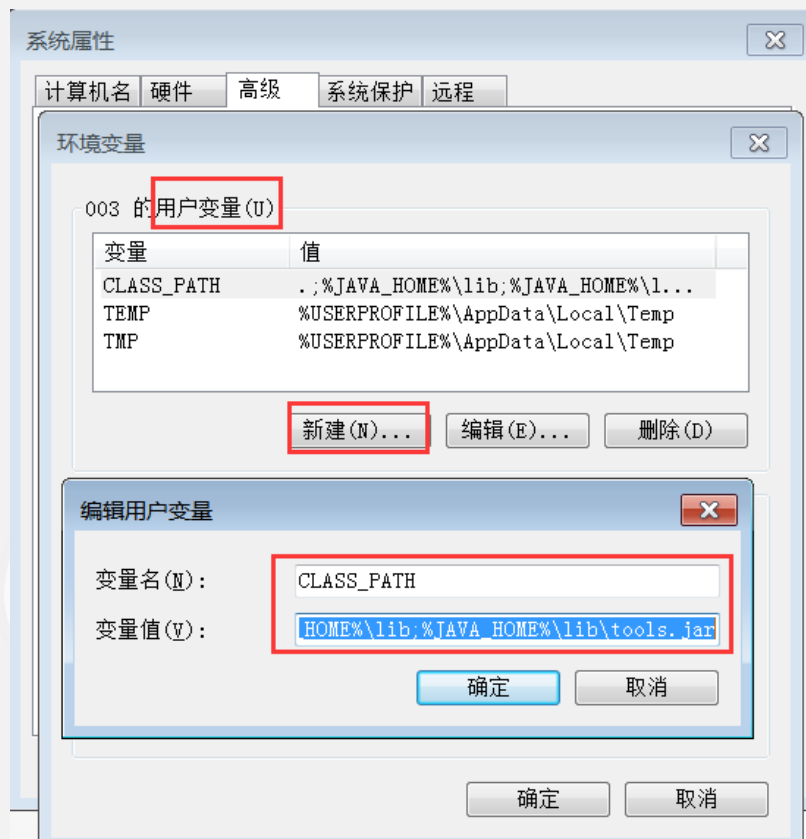 系统属性
计算机名 硬件 高级 系统保护 远程
环境变量
003 的用户变量(U)
变量 值
CLASS_PATH .;%JAVA_HOME%\lib;%JAVA_HOME%\l...
TEMP %USERPROFILE%\AppData\Local\Temp
TMP %USERPROFILE%\AppData\Local\Temp
新建(N)... 编辑(E)... 删除(D)
编辑用户变量
变量名(N): CLASS_PATH
变量值(V): HOME%\lib;%JAVA_HOME%\lib\tools.jar
确定 取消
确定 取消